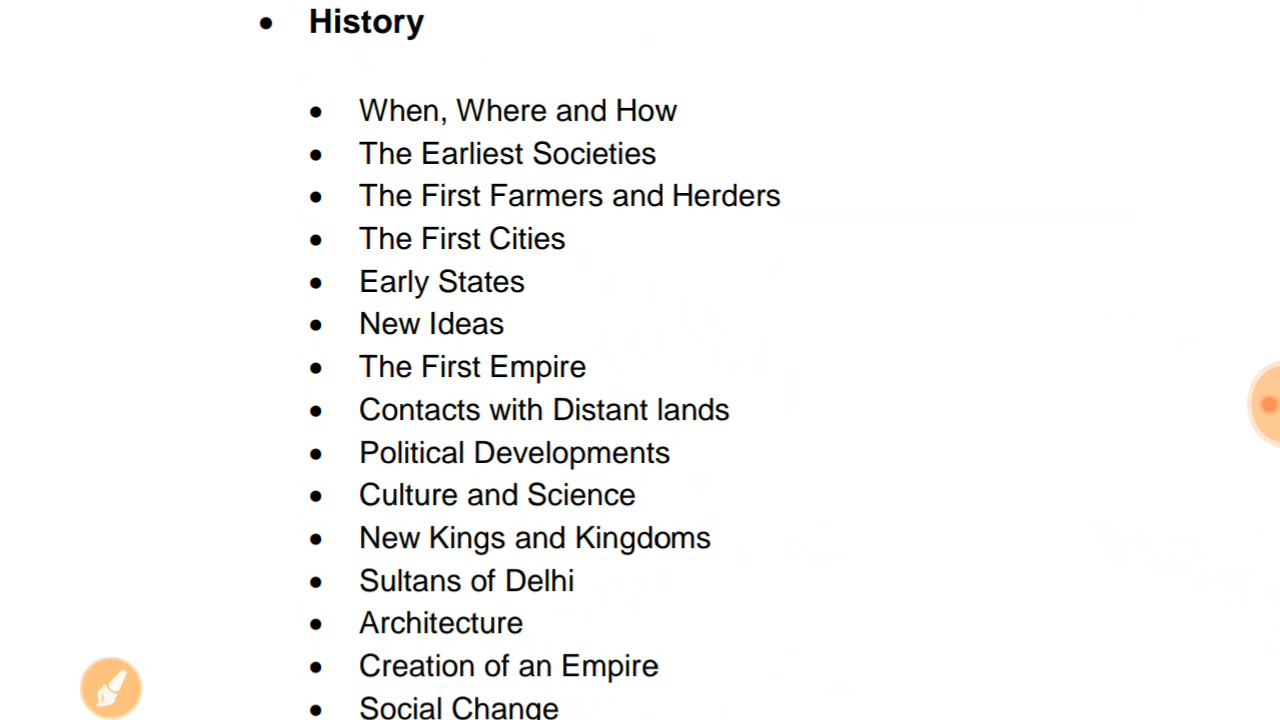 • History
• When, Where and How
• The Earliest Societies
• The First Farmers and Herders
• The First Cities
• Early States
• New Ideas
• The First Empire
• Contacts with Distant lands
• Political Developments
• Culture and Science
• New Kings and Kingdoms
• Sultans of Delhi
• Architecture
• Creation of an Empire
• Social Change